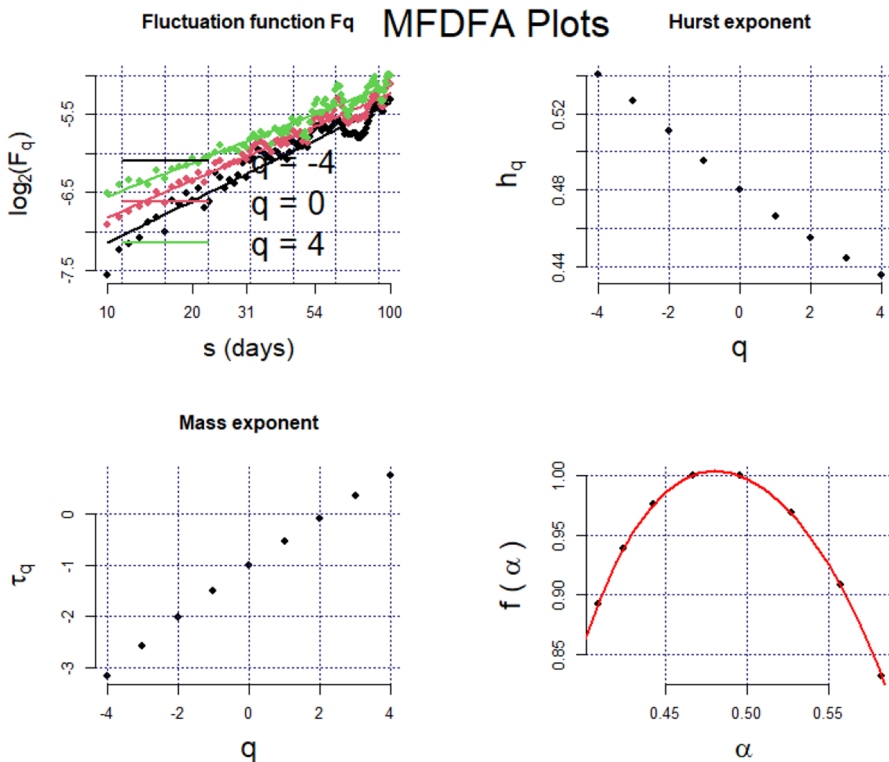 MFDFA Plots
Fluctuation function Fq
log₂(Fq)
-5.5
-6.5
-7.5
q = -4
q = 0
q = 4
10 20 31 54 100
s (days)
Hurst exponent
hq
0.52
0.48
0.44
-4 -2 0 2 4
q
Mass exponent
τq
0
-1
-2
-3
-4 -2 0 2 4
q
f ( α )
1.00
0.95
0.90
0.85
0.45 0.50 0.55
α